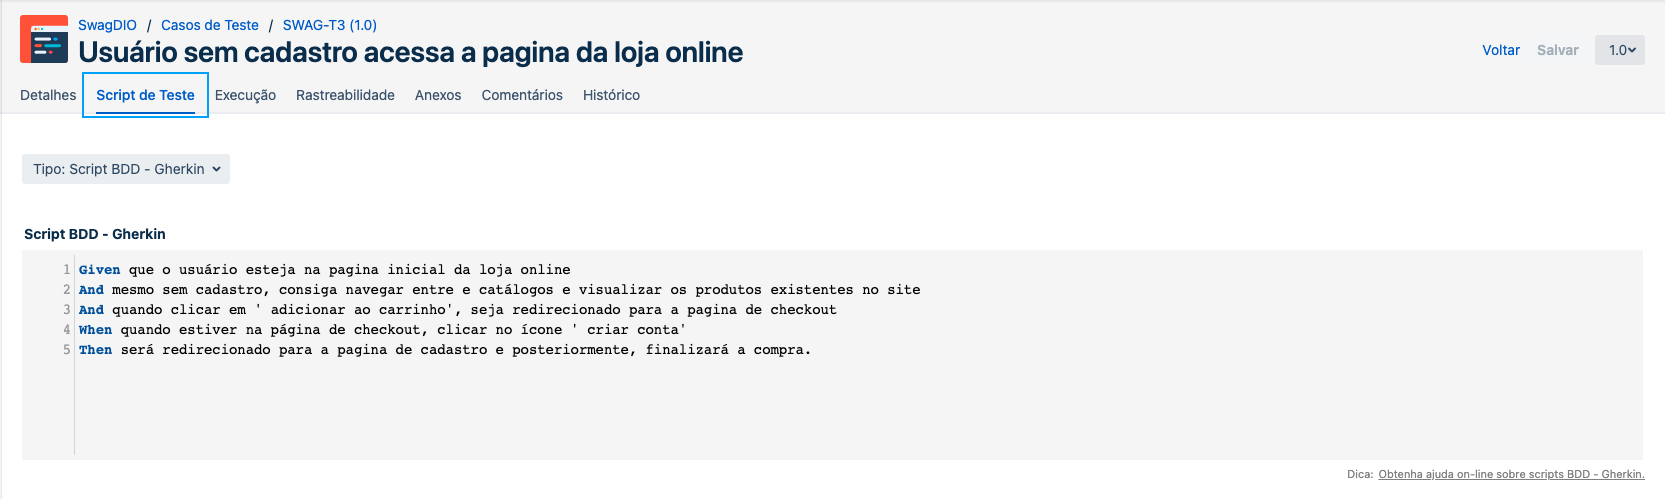 SwagDIO / Casos de Teste / SWAG-T3 (1.0)
Usuário sem cadastro acessa a pagina da loja online
Voltar Salvar 1.0
Detalhes Script de Teste Execução Rastreabilidade Anexos Comentários Histórico
Tipo: Script BDD - Gherkin
Script BDD - Gherkin
1 Given que o usuário esteja na pagina inicial da loja online
2 And mesmo sem cadastro, consiga navegar entre e catálogos e visualizar os produtos existentes no site
3 And quando clicar em ' adicionar ao carrinho', seja redirecionado para a pagina de checkout
4 When quando estiver na página de checkout, clicar no ícone ' criar conta'
5 Then será redirecionado para a pagina de cadastro e posteriormente, finalizará a compra.
Dica: Obtenha ajuda on-line sobre scripts BDD - Gherkin.